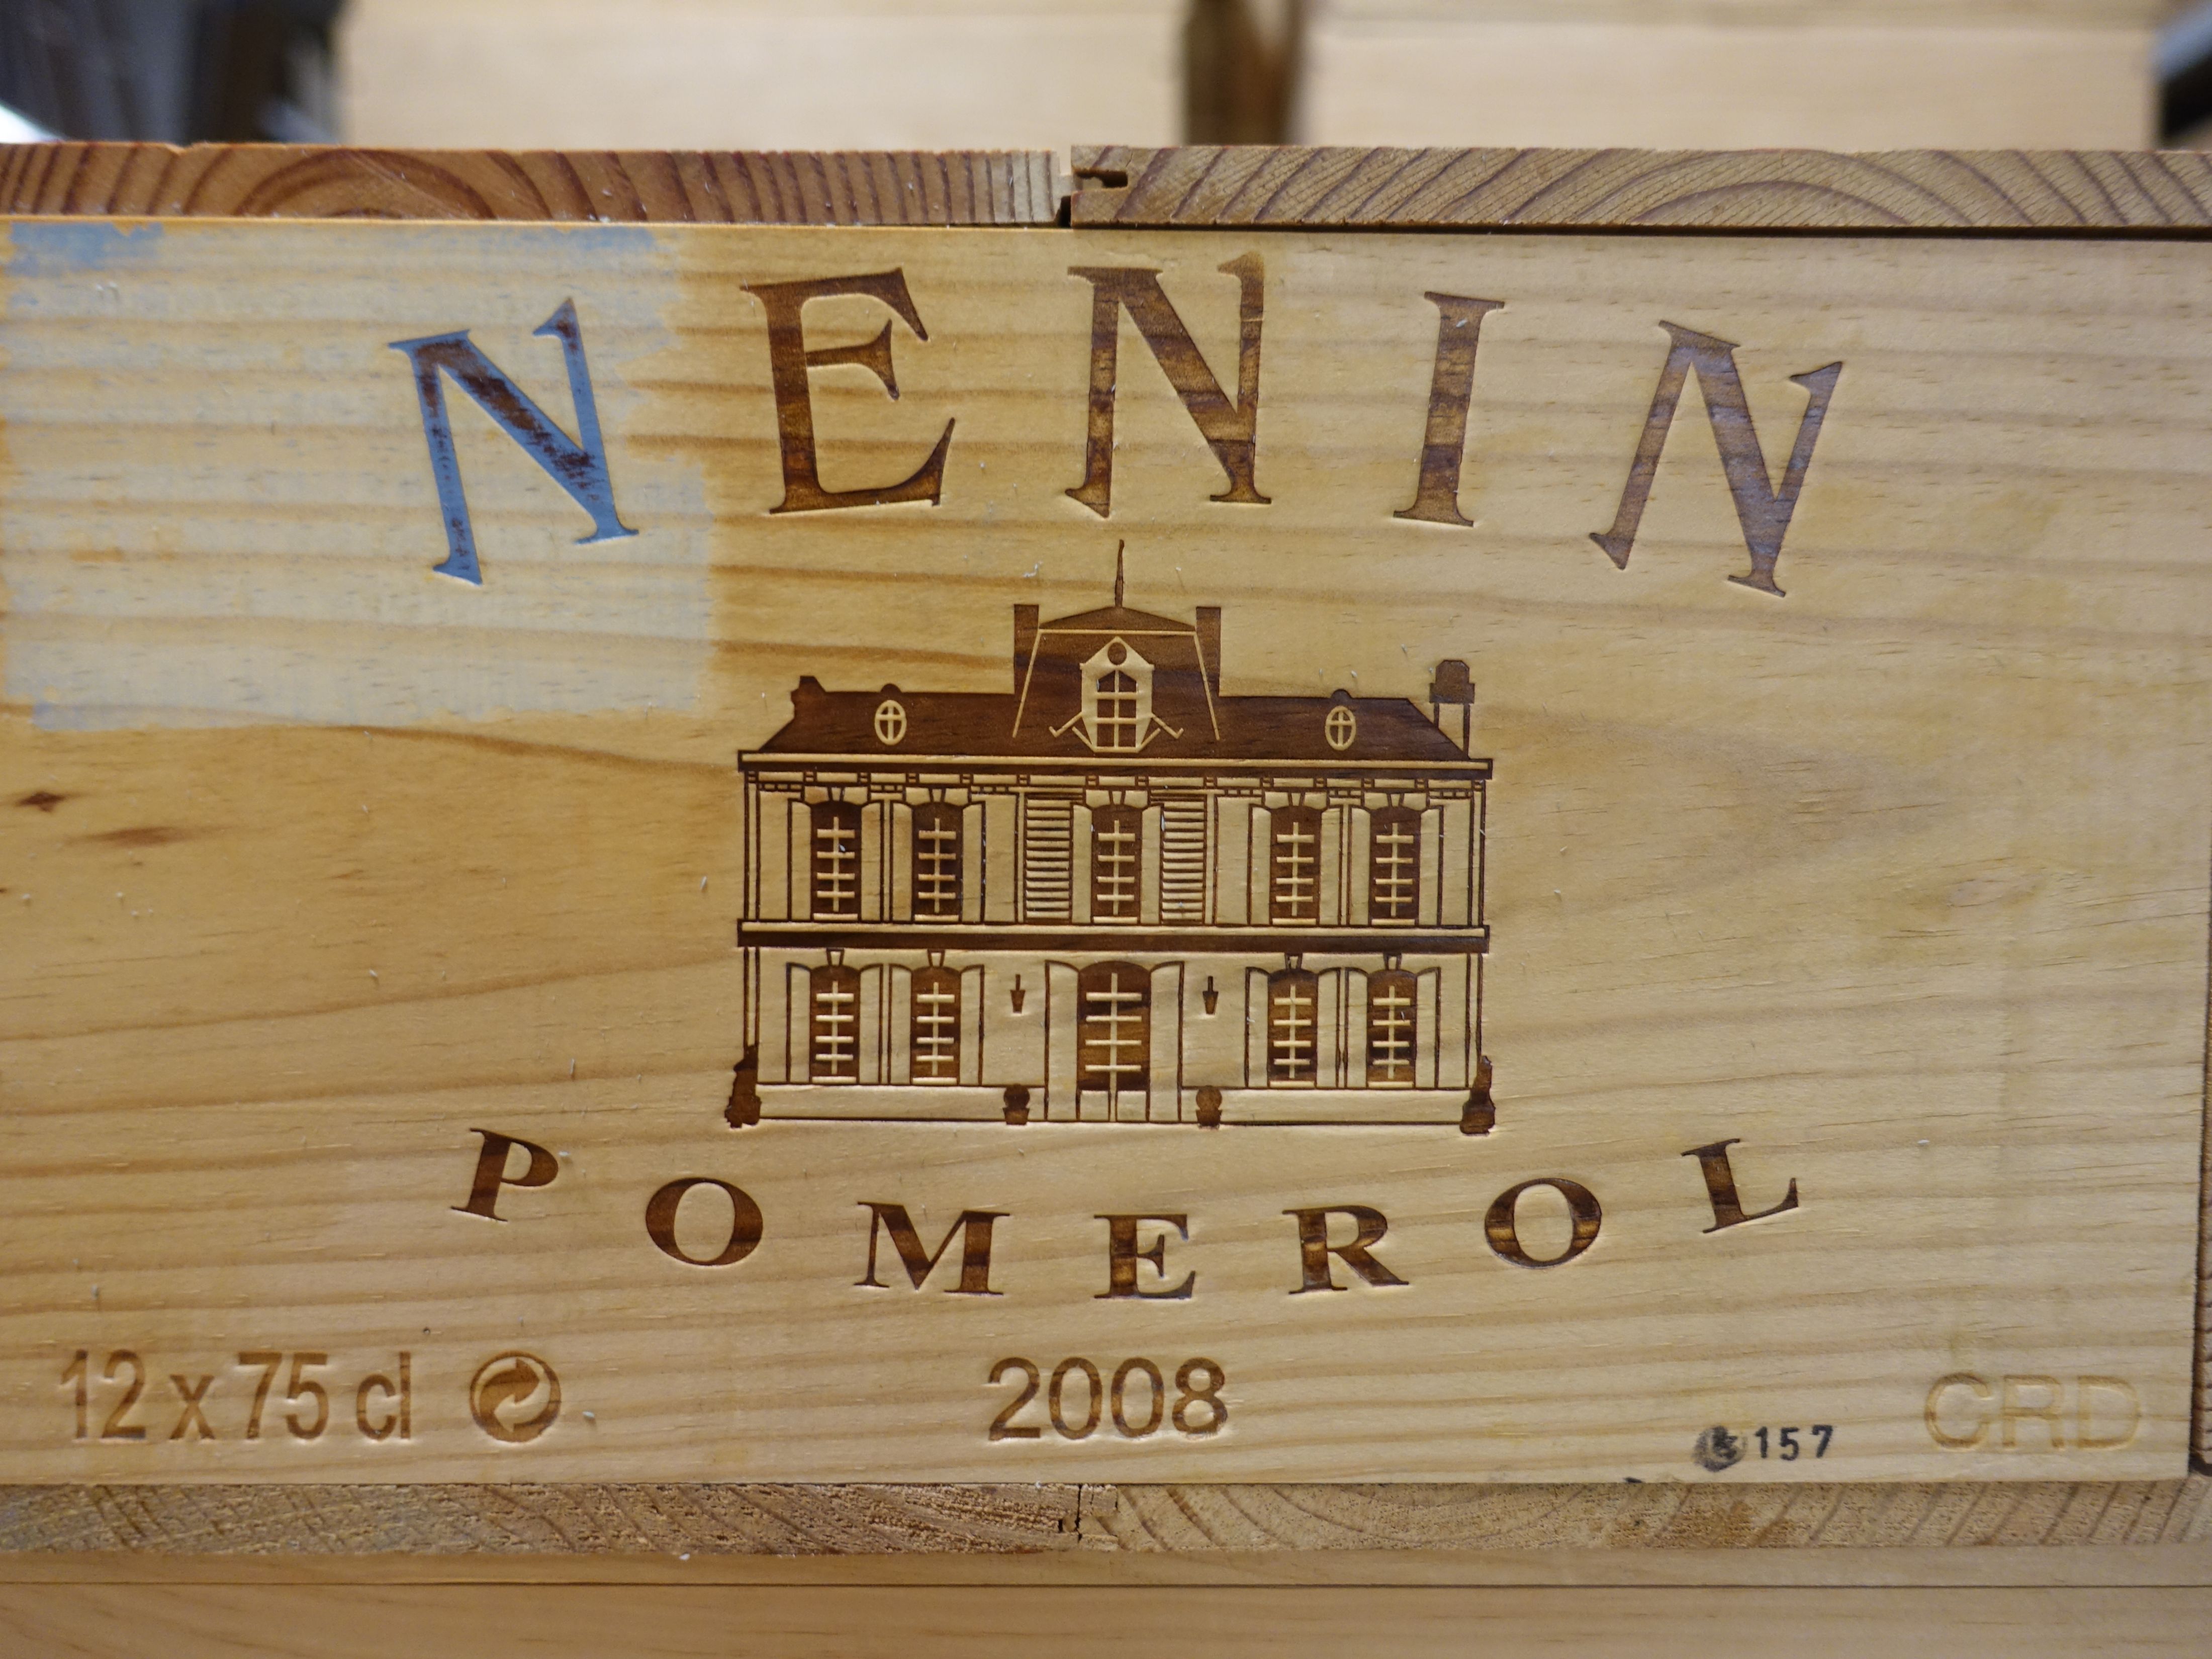 NENIN
POMEROL
12 x 75 cl
2008
157
CRD